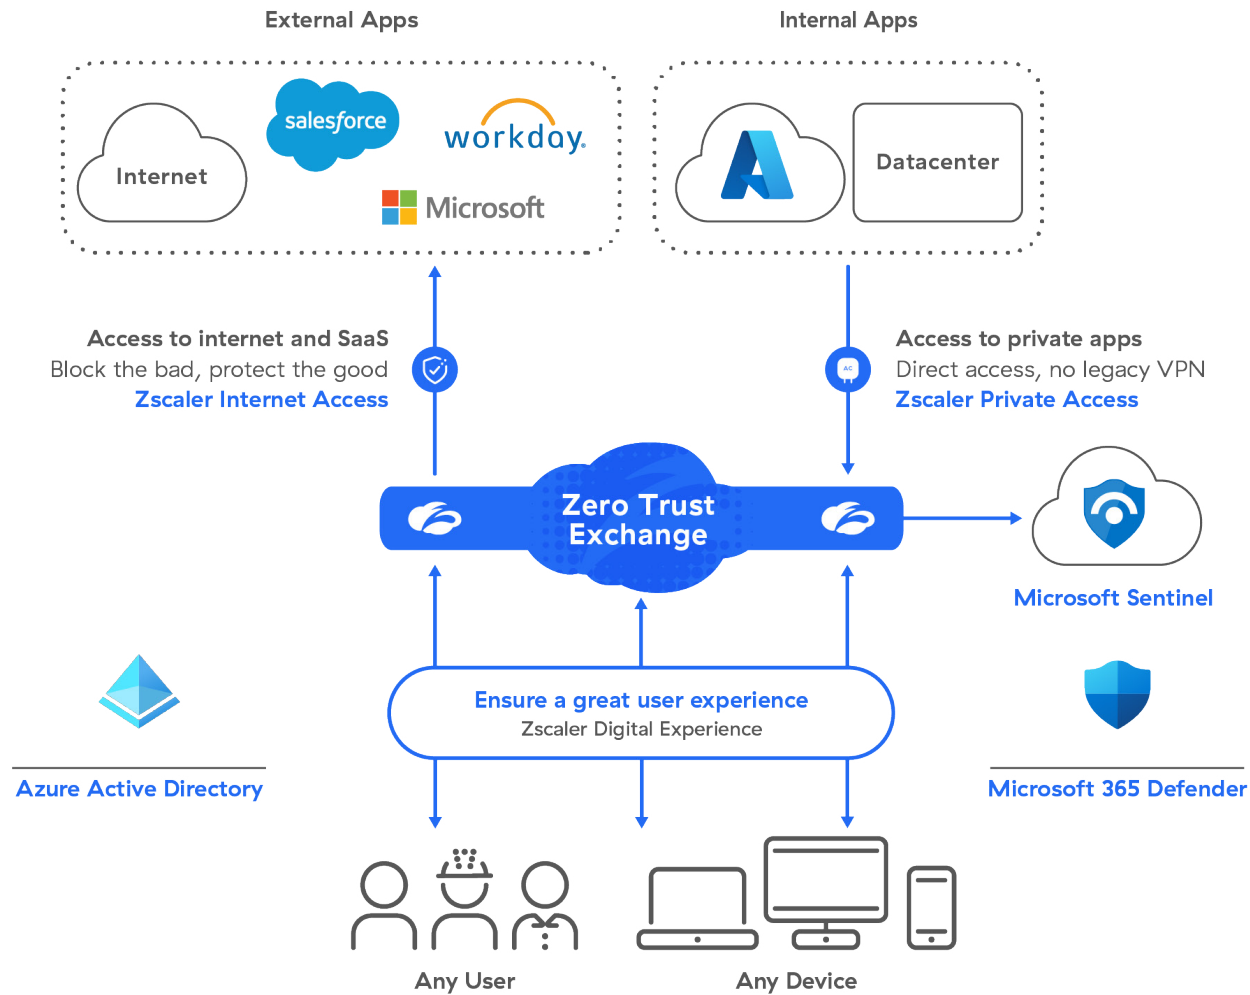 External Apps
Internal Apps
Internet
salesforce
workday
Microsoft
Datacenter
Access to internet and SaaS
Block the bad, protect the good
Zscaler Internet Access
AC
Access to private apps
Direct access, no legacy VPN
Zscaler Private Access
Zero Trust
Exchange
Microsoft Sentinel
Ensure a great user experience
Zscaler Digital Experience
Azure Active Directory
Microsoft 365 Defender
Any User
Any Device